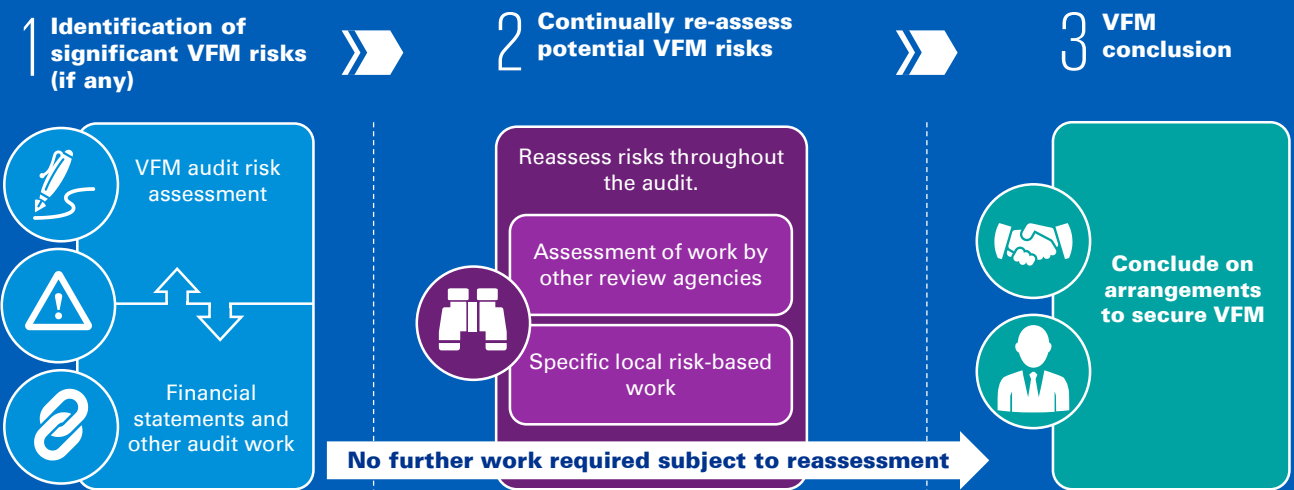 1 Identification of
significant VFM risks
(if any)
2 Continually re-assess
potential VFM risks
3 VFM
conclusion
VFM audit risk
assessment
Financial
statements and
other audit work
Reassess risks throughout
the audit.
Assessment of work by
other review agencies
Specific local risk-based
work
Conclude on
arrangements
to secure VFM
No further work required subject to reassessment